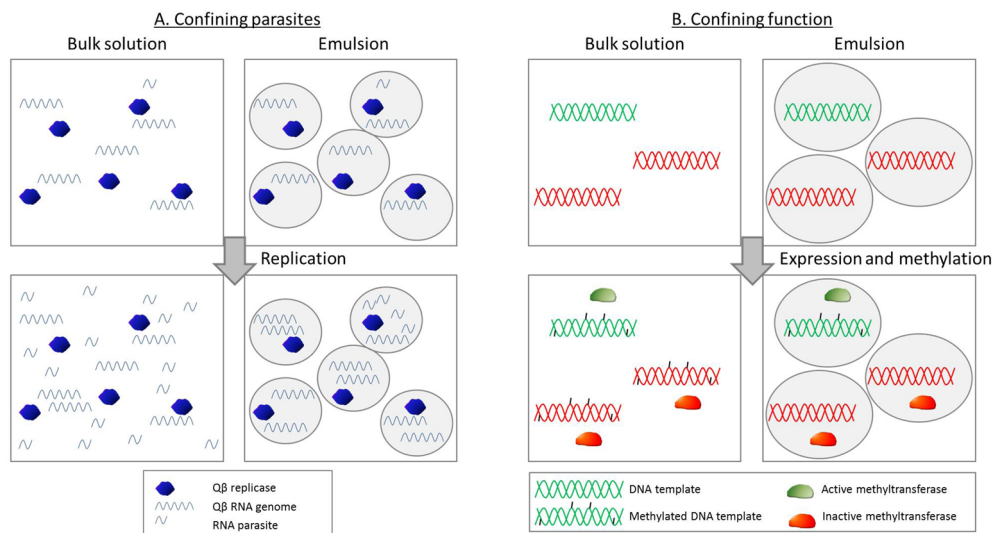 A. Confining parasites
Bulk solution
Emulsion
Replication
Qβ replicase
Qβ RNA genome
RNA parasite
B. Confining function
Bulk solution
Emulsion
Expression and methylation
DNA template
Active methyltransferase
Methylated DNA template
Inactive methyltransferase